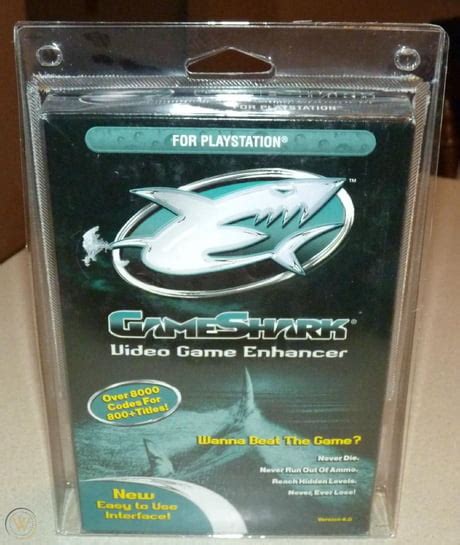 FOR PLAYSTATION
FOR PLAYSTATION®
™
GAMESHARK®
Video Game Enhancer
Over 8000
Codes For
800+Titles!
Wanna Beat The Game?
Never Die.
Never Run Out Of Ammo.
Reach Hidden Levels.
Never, Ever Lose!
New
Easy to Use
Interface!
Version 4.0
W